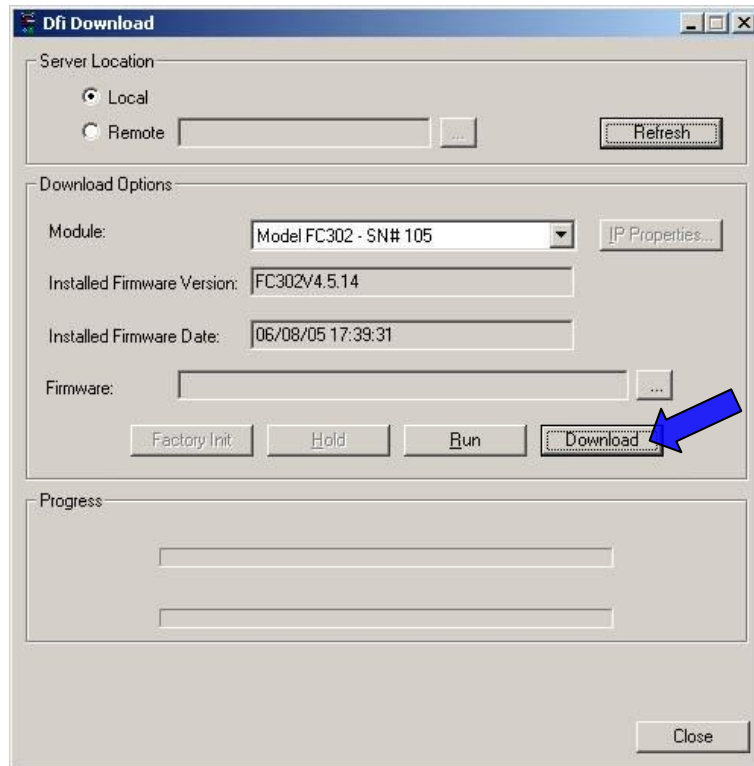 Dfi Download
Server Location
Local
Remote ... Refresh
Download Options
Module: Model FC302 - SN# 105 IP Properties...
Installed Firmware Version: FC302V4.5.14
Installed Firmware Date: 06/08/05 17:39:31
Firmware: ...
Factory Init Hold Run Download
Progress
Close